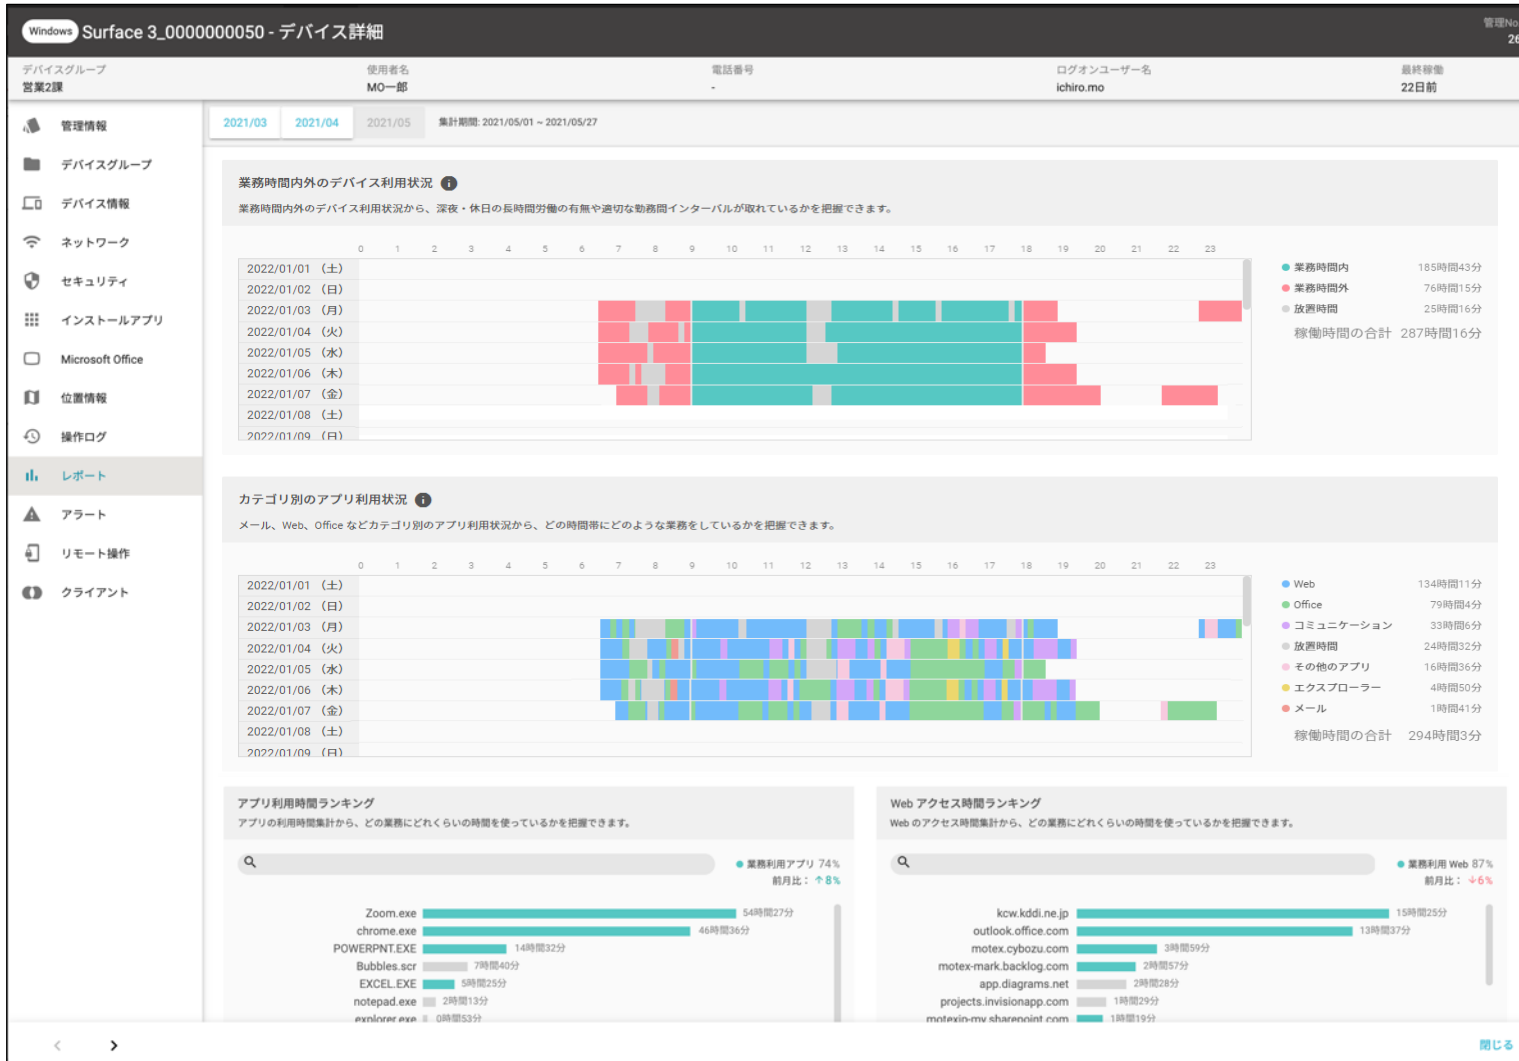 Windows Surface 3_0000000050 - デバイス詳細
管理No
26
デバイスグループ 使用者名 電話番号 ログオンユーザー名 最終稼働
営業2課 MO一郎 - ichiro.mo 22日前
管理情報
デバイスグループ
デバイス情報
ネットワーク
セキュリティ
インストールアプリ
Microsoft Office
位置情報
操作ログ
レポート
アラート
リモート操作
クライアント
2021/03 2021/04 2021/05 集計期間: 2021/05/01 ~ 2021/05/27
業務時間内外のデバイス利用状況
業務時間内外のデバイス利用状況から、深夜・休日の長時間労働の有無や適切な勤務間インターバルが取れているかを把握できます。
0 1 2 3 4 5 6 7 8 9 10 11 12 13 14 15 16 17 18 19 20 21 22 23
2022/01/01 (土)
2022/01/02 (日)
2022/01/03 (月)
2022/01/04 (火)
2022/01/05 (水)
2022/01/06 (木)
2022/01/07 (金)
2022/01/08 (土)
2022/01/09 (日)
業務時間内 185時間43分
業務時間外 76時間15分
放置時間 25時間16分
稼働時間の合計 287時間16分
カテゴリ別のアプリ利用状況
メール、Web、Office などカテゴリ別のアプリ利用状況から、どの時間帯にどのような業務をしているかを把握できます。
0 1 2 3 4 5 6 7 8 9 10 11 12 13 14 15 16 17 18 19 20 21 22 23
2022/01/01 (土)
2022/01/02 (日)
2022/01/03 (月)
2022/01/04 (火)
2022/01/05 (水)
2022/01/06 (木)
2022/01/07 (金)
2022/01/08 (土)
2022/01/09 (日)
Web 134時間11分
Office 79時間4分
コミュニケーション 33時間6分
放置時間 24時間32分
その他のアプリ 16時間36分
エクスプローラー 4時間50分
メール 1時間41分
稼働時間の合計 294時間3分
アプリ利用時間ランキング
アプリの利用時間集計から、どの業務にどれくらいの時間を使っているかを把握できます。
業務利用アプリ 74%
前月比： ↑8%
Zoom.exe 54時間27分
chrome.exe 46時間36分
POWERPNT.EXE 14時間32分
Bubbles.scr 7時間40分
EXCEL.EXE 5時間25分
notepad.exe 2時間13分
explorer.exe 0時間53分
Web アクセス時間ランキング
Web のアクセス時間集計から、どの業務にどれくらいの時間を使っているかを把握できます。
業務利用 Web 87%
前月比： ↓6%
kcw.kddi.ne.jp 15時間25分
outlook.office.com 13時間37分
motex.cybozu.com 3時間59分
motex-mark.backlog.com 2時間57分
app.diagrams.net 2時間28分
projects.invisionapp.com 1時間29分
motexip-my.sharepoint.com 1時間19分
閉じる